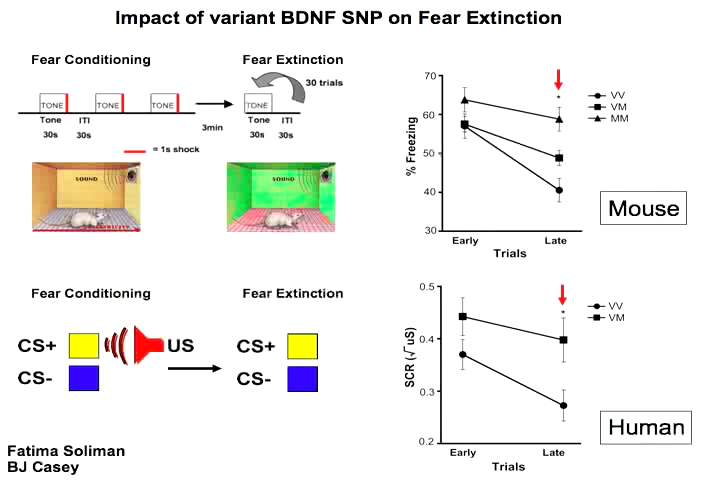 Impact of variant BDNF SNP on Fear Extinction
Fear Conditioning
Fear Extinction
30 trials
TONE
TONE
TONE
TONE
Tone
ITI
30s
30s
3min
Tone
ITI
30s
30s
= 1s shock
SOUND
SOUND
70
60
50
40
30
% Freezing
*
VV
VM
MM
Early
Late
Trials
Mouse
Fear Conditioning
Fear Extinction
CS+
US
CS-
CS+
CS-
0.5
0.4
0.3
0.2
SCR (√ uS)
*
VV
VM
Early
Late
Trials
Human
Fatima Soliman
BJ Casey